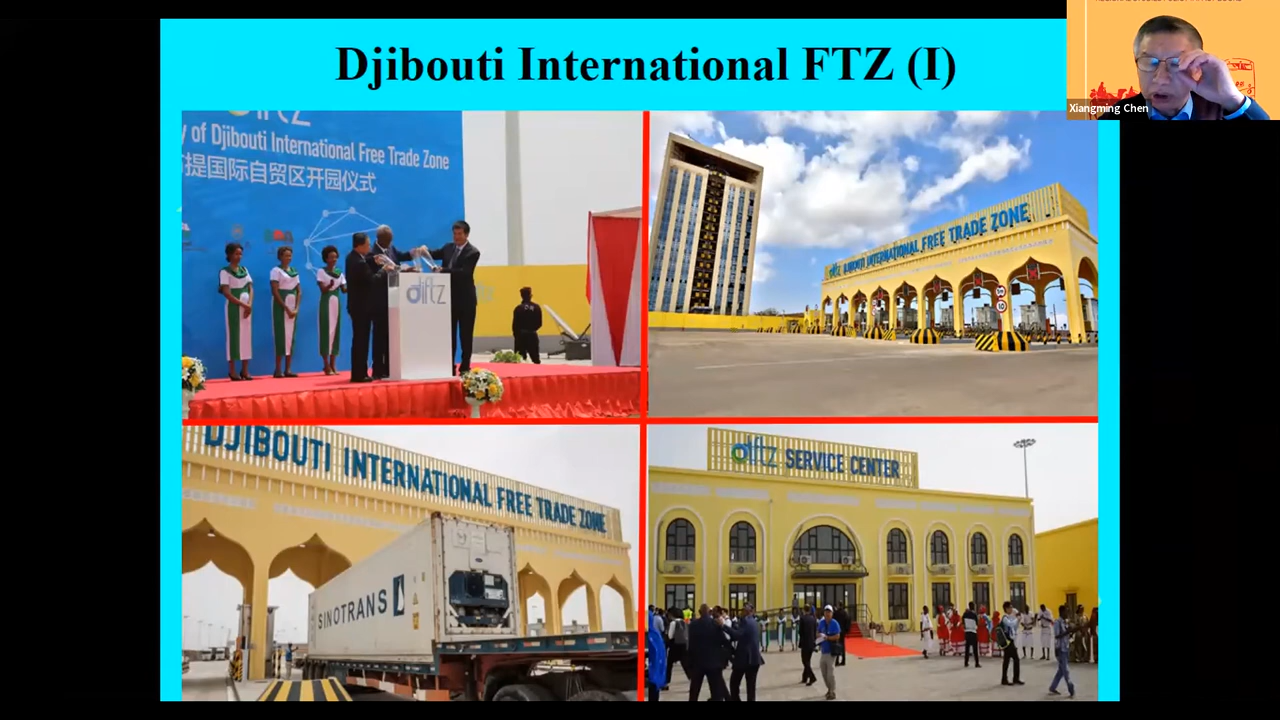 Djibouti International FTZ (I)
Xiangming Chen
y of Djibouti International Free Trade Zone
提国际自贸区开园仪式
diftz
diftz DJIBOUTI INTERNATIONAL FREE TRADE ZONE
DJIBOUTI INTERNATIONAL FREE TRADE ZONE
SINOTRANS
diftz SERVICE CENTER